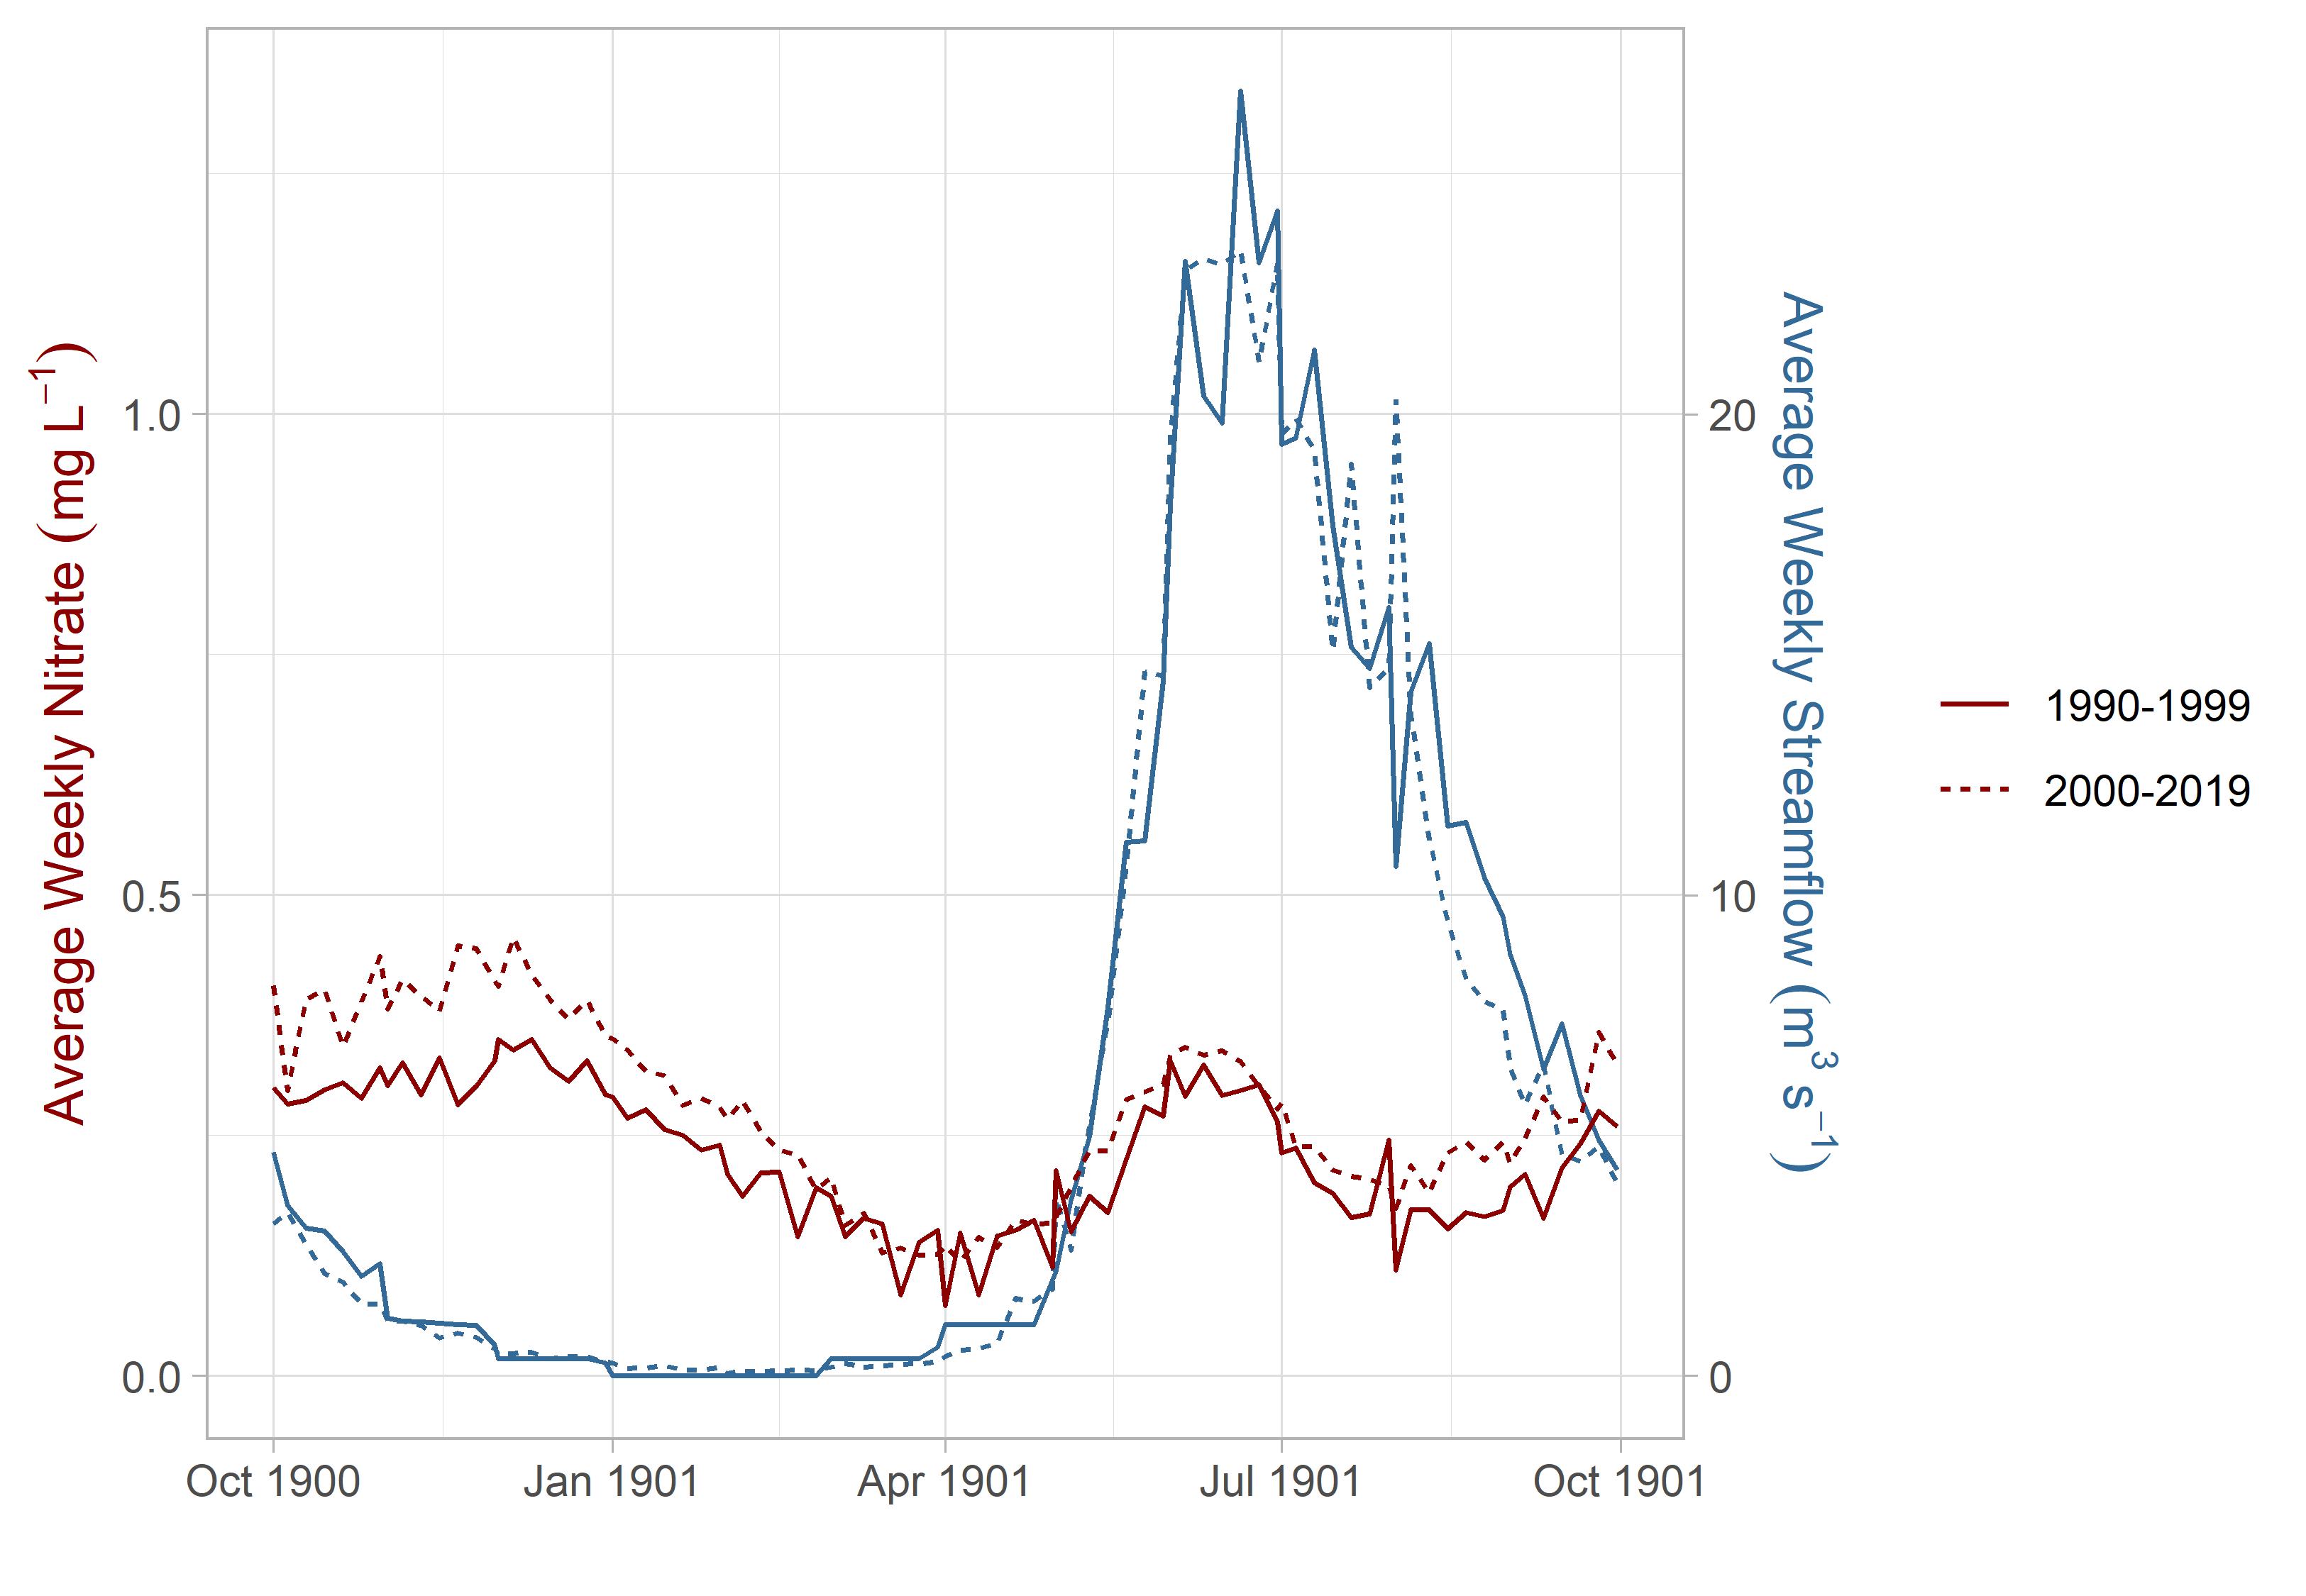 Average Weekly Nitrate (mg L⁻¹)
1.0
0.5
0.0
Oct 1900 Jan 1901 Apr 1901 Jul 1901 Oct 1901
20
10
0
Average Weekly Streamflow (m³ s⁻¹)
1990-1999
2000-2019